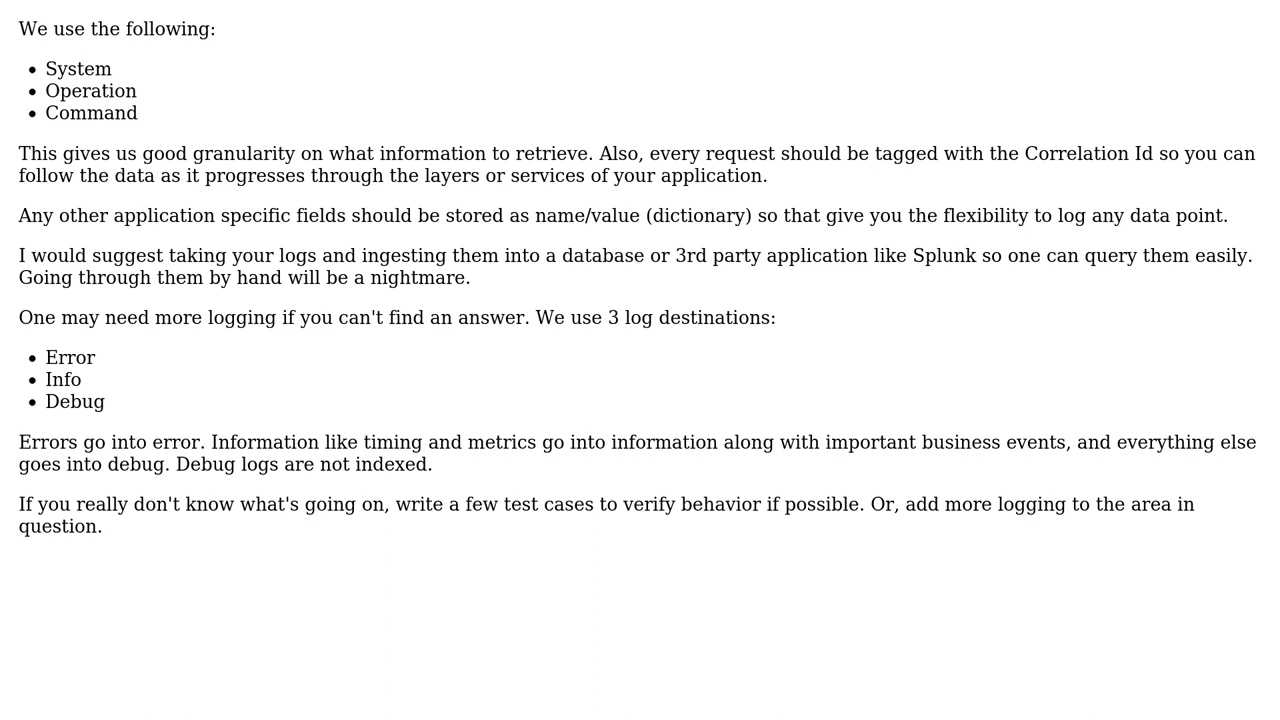 We use the following:
• System
• Operation
• Command
This gives us good granularity on what information to retrieve. Also, every request should be tagged with the Correlation Id so you can
follow the data as it progresses through the layers or services of your application.
Any other application specific fields should be stored as name/value (dictionary) so that give you the flexibility to log any data point.
I would suggest taking your logs and ingesting them into a database or 3rd party application like Splunk so one can query them easily.
Going through them by hand will be a nightmare.
One may need more logging if you can't find an answer. We use 3 log destinations:
• Error
• Info
• Debug
Errors go into error. Information like timing and metrics go into information along with important business events, and everything else
goes into debug. Debug logs are not indexed.
If you really don't know what's going on, write a few test cases to verify behavior if possible. Or, add more logging to the area in
question.